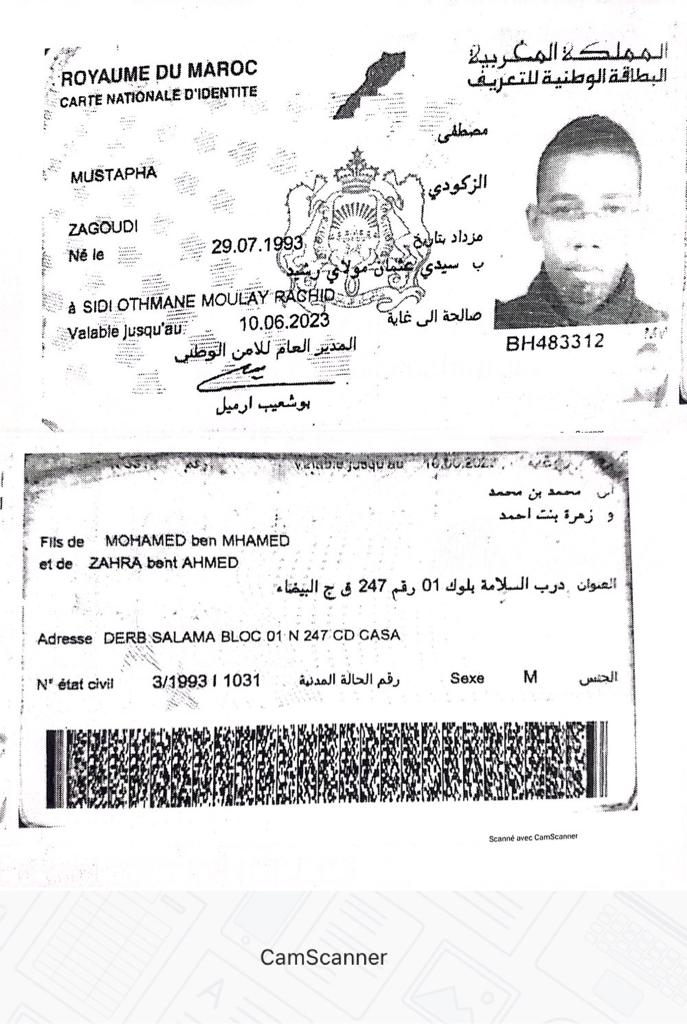 ROYAUME DU MAROC
CARTE NATIONALE D'IDENTITE
المملكة المغربية
البطاقة الوطنية للتعريف
مصطفى
MUSTAPHA
الزكودي
ZAGOUDI
Né le 29.07.1993 مزداد بتاريخ
ب سيدي عثمان مولاي رشيد
à SIDI OTHMANE MOULAY RACHID
Valable jusqu'au 10.06.2023 صالحة الى غاية
BH483312
المدير العام للامن الوطني
بوشعيب ارميل
Valable jusqu'au
محمد بن محمد
و زهرة بنت احمد
Fils de MOHAMED ben MHAMED
et de ZAHRA bent AHMED
العنوان درب السلامة بلوك 01 رقم 247 ق ج البيضاء
Adresse DERB SALAMA BLOC 01 N 247 CD CASA
N° état civil 3/1993 I 1031 رقم الحالة المدنية Sexe M الجنس
Scanné avec CamScanner
CamScanner